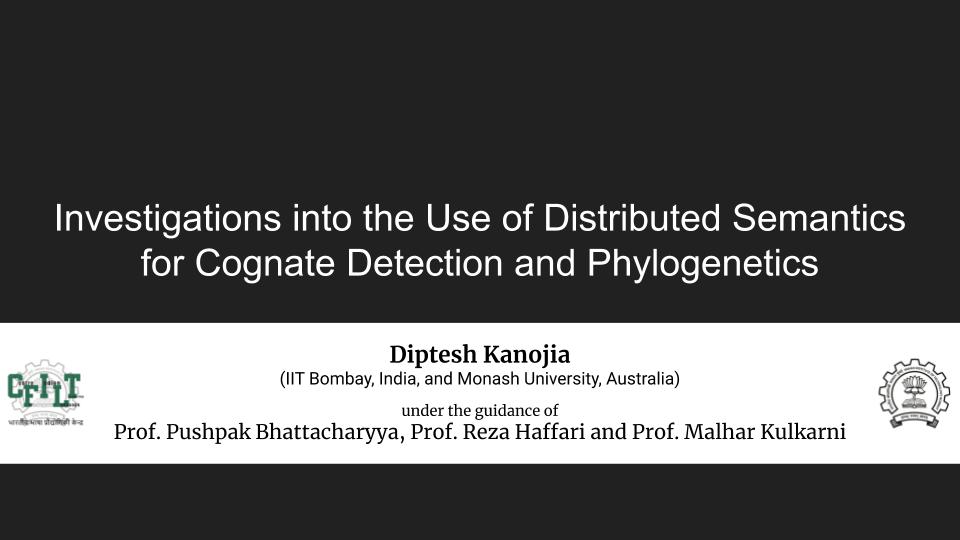 Investigations into the Use of Distributed Semantics
for Cognate Detection and Phylogenetics
Diptesh Kanojia
(IIT Bombay, India, and Monash University, Australia)
under the guidance of
Prof. Pushpak Bhattacharyya, Prof. Reza Haffari and Prof. Malhar Kulkarni
CFILT